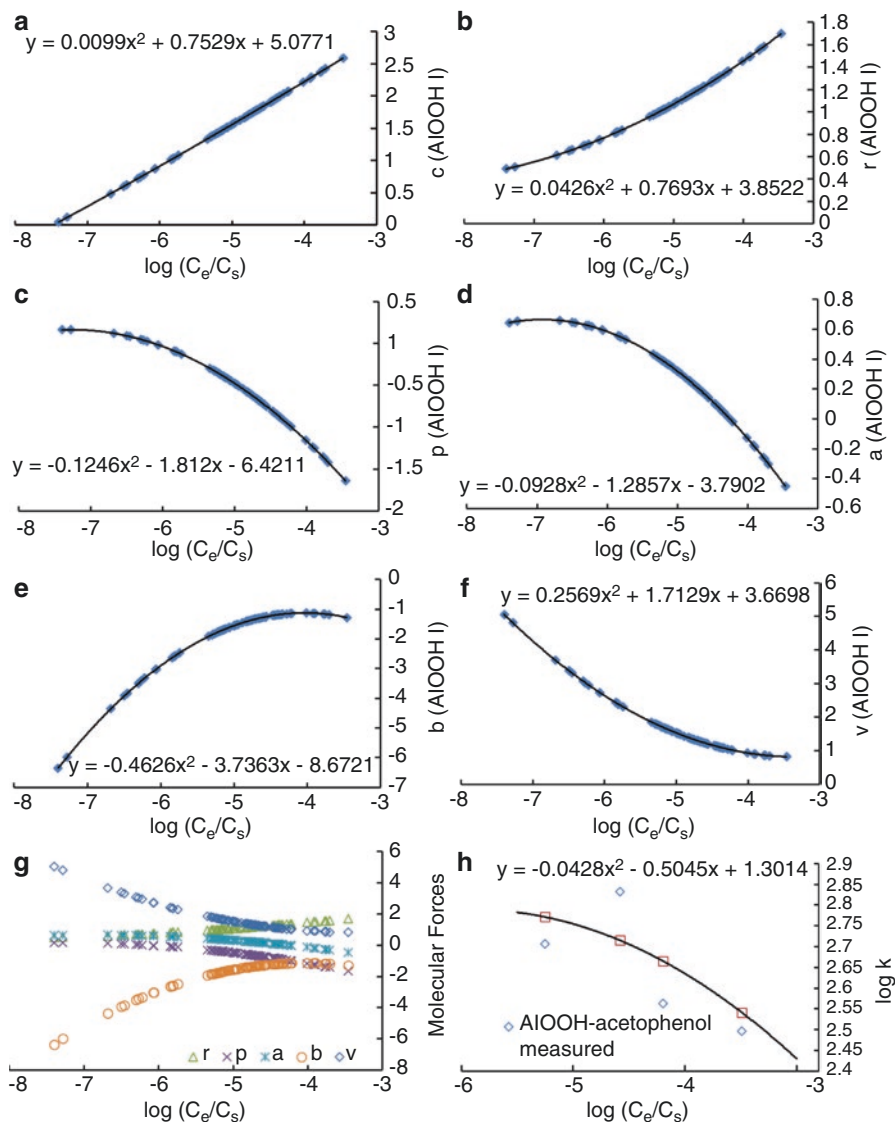 a
y = 0.0099x² + 0.7529x + 5.0771
3
2.5
2
1.5
1
0.5
0
c (AlOOH I)
-8 -7 -6 -5 -4 -3
log (Cₑ/Cₛ)
b
1.8
1.6
1.4
1.2
1
0.8
0.6
0.4
0.2
0
r (AlOOH I)
y = 0.0426x² + 0.7693x + 3.8522
-8 -7 -6 -5 -4 -3
log (Cₑ/Cₛ)
c
0.5
1
-0.5
-1
-1.5
-2
p (AlOOH I)
y = -0.1246x² - 1.812x - 6.4211
-8 -7 -6 -5 -4 -3
log (Cₑ/Cₛ)
d
0.8
0.6
0.4
0.2
0
-0.2
-0.4
-0.6
a (AlOOH I)
y = -0.0928x² - 1.2857x - 3.7902
-8 -7 -6 -5 -4 -3
log (Cₑ/Cₛ)
e
0
-1
-2
-3
-4
-5
-6
-7
b (AlOOH I)
y = -0.4626x² - 3.7363x - 8.6721
-8 -7 -6 -5 -4 -3
log (Cₑ/Cₛ)
f
y = 0.2569x² + 1.7129x + 3.6698
6
5
4
3
2
1
0
v (AlOOH I)
-8 -7 -6 -5 -4 -3
log (Cₑ/Cₛ)
g
6
4
2
0
-2
-4
-6
-8
Molecular Forces
r p a b v
-8 -7 -6 -5 -4 -3
log (Cₑ/Cₛ)
h
y = -0.0428x² - 0.5045x + 1.3014
2.9
2.85
2.8
2.75
2.7
2.65
2.6
2.55
2.5
2.45
2.4
log k
AlOOH-acetophenol
measured
-6 -5 -4 -3
log (Cₑ/Cₛ)